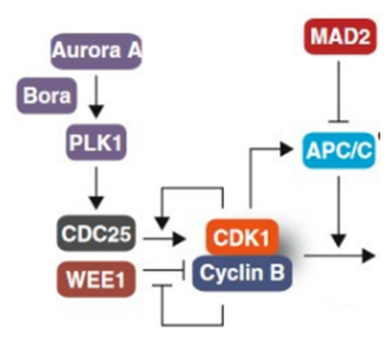 Aurora A
MAD2
Bora
PLK1
APC/C
CDC25
CDK1
WEE1
Cyclin B